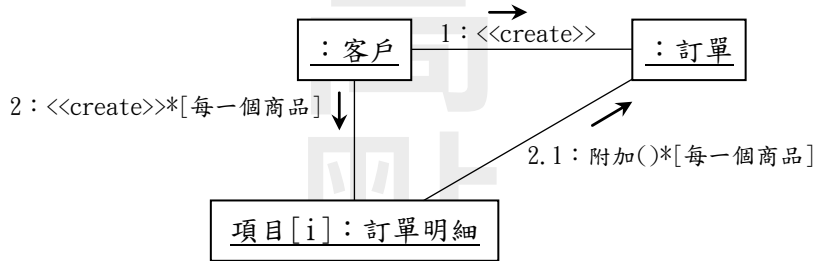 1：<<create>>
：客戶
：訂單
2：<<create>>*[每一個商品]
2.1：附加()*[每一個商品]
項目[i]：訂單明細